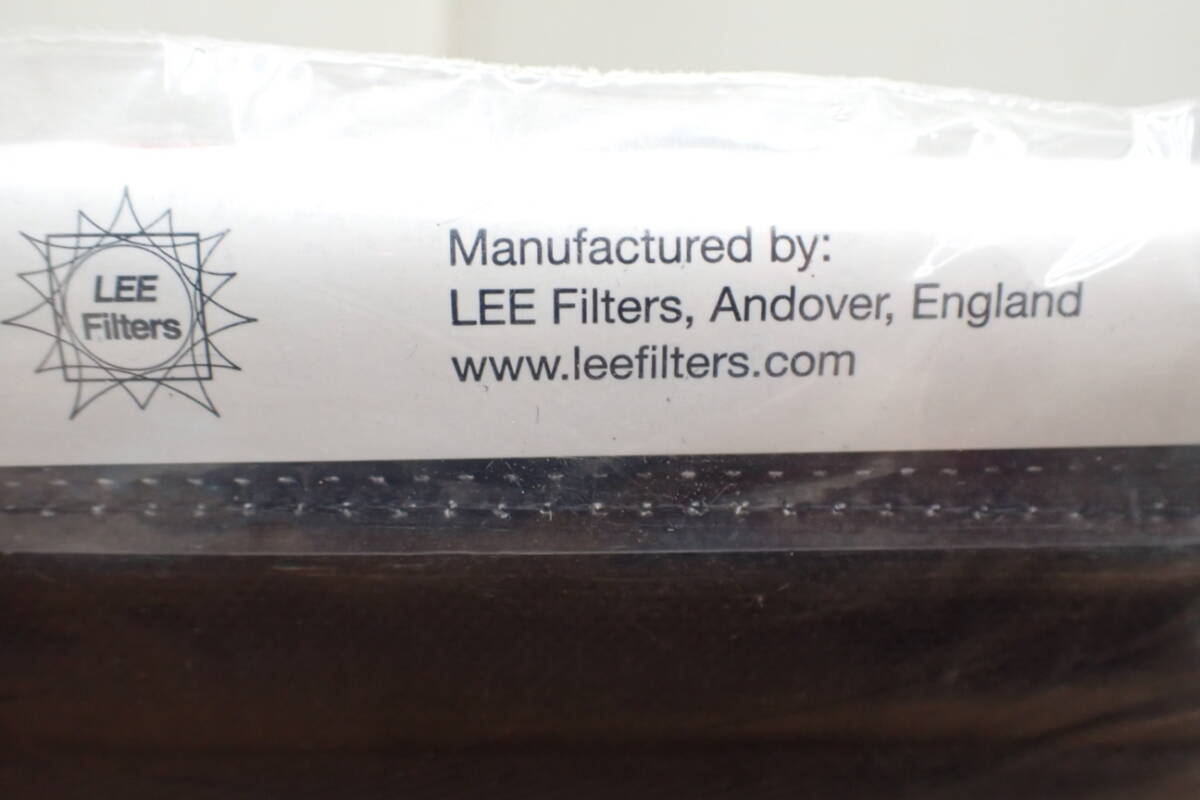 LEE
Filters
Manufactured by:
LEE Filters, Andover, England
www.leefilters.com